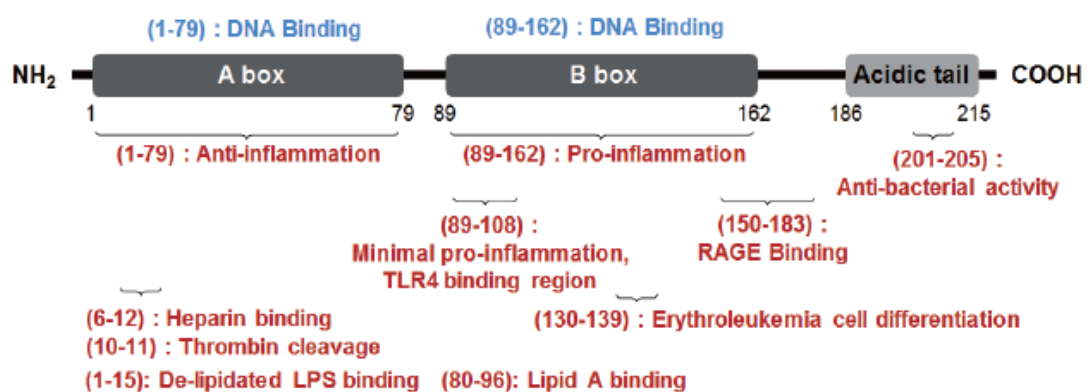 (1-79) : DNA Binding (89-162) : DNA Binding
NH2 A box B box Acidic tail COOH
1 79 89 162 186 215
(1-79) : Anti-inflammation (89-162) : Pro-inflammation (201-205) :
Anti-bacterial activity
(89-108) : (150-183) :
Minimal pro-inflammation, RAGE Binding
TLR4 binding region
(6-12) : Heparin binding (130-139) : Erythroleukemia cell differentiation
(10-11) : Thrombin cleavage
(1-15): De-lipidated LPS binding (80-96): Lipid A binding